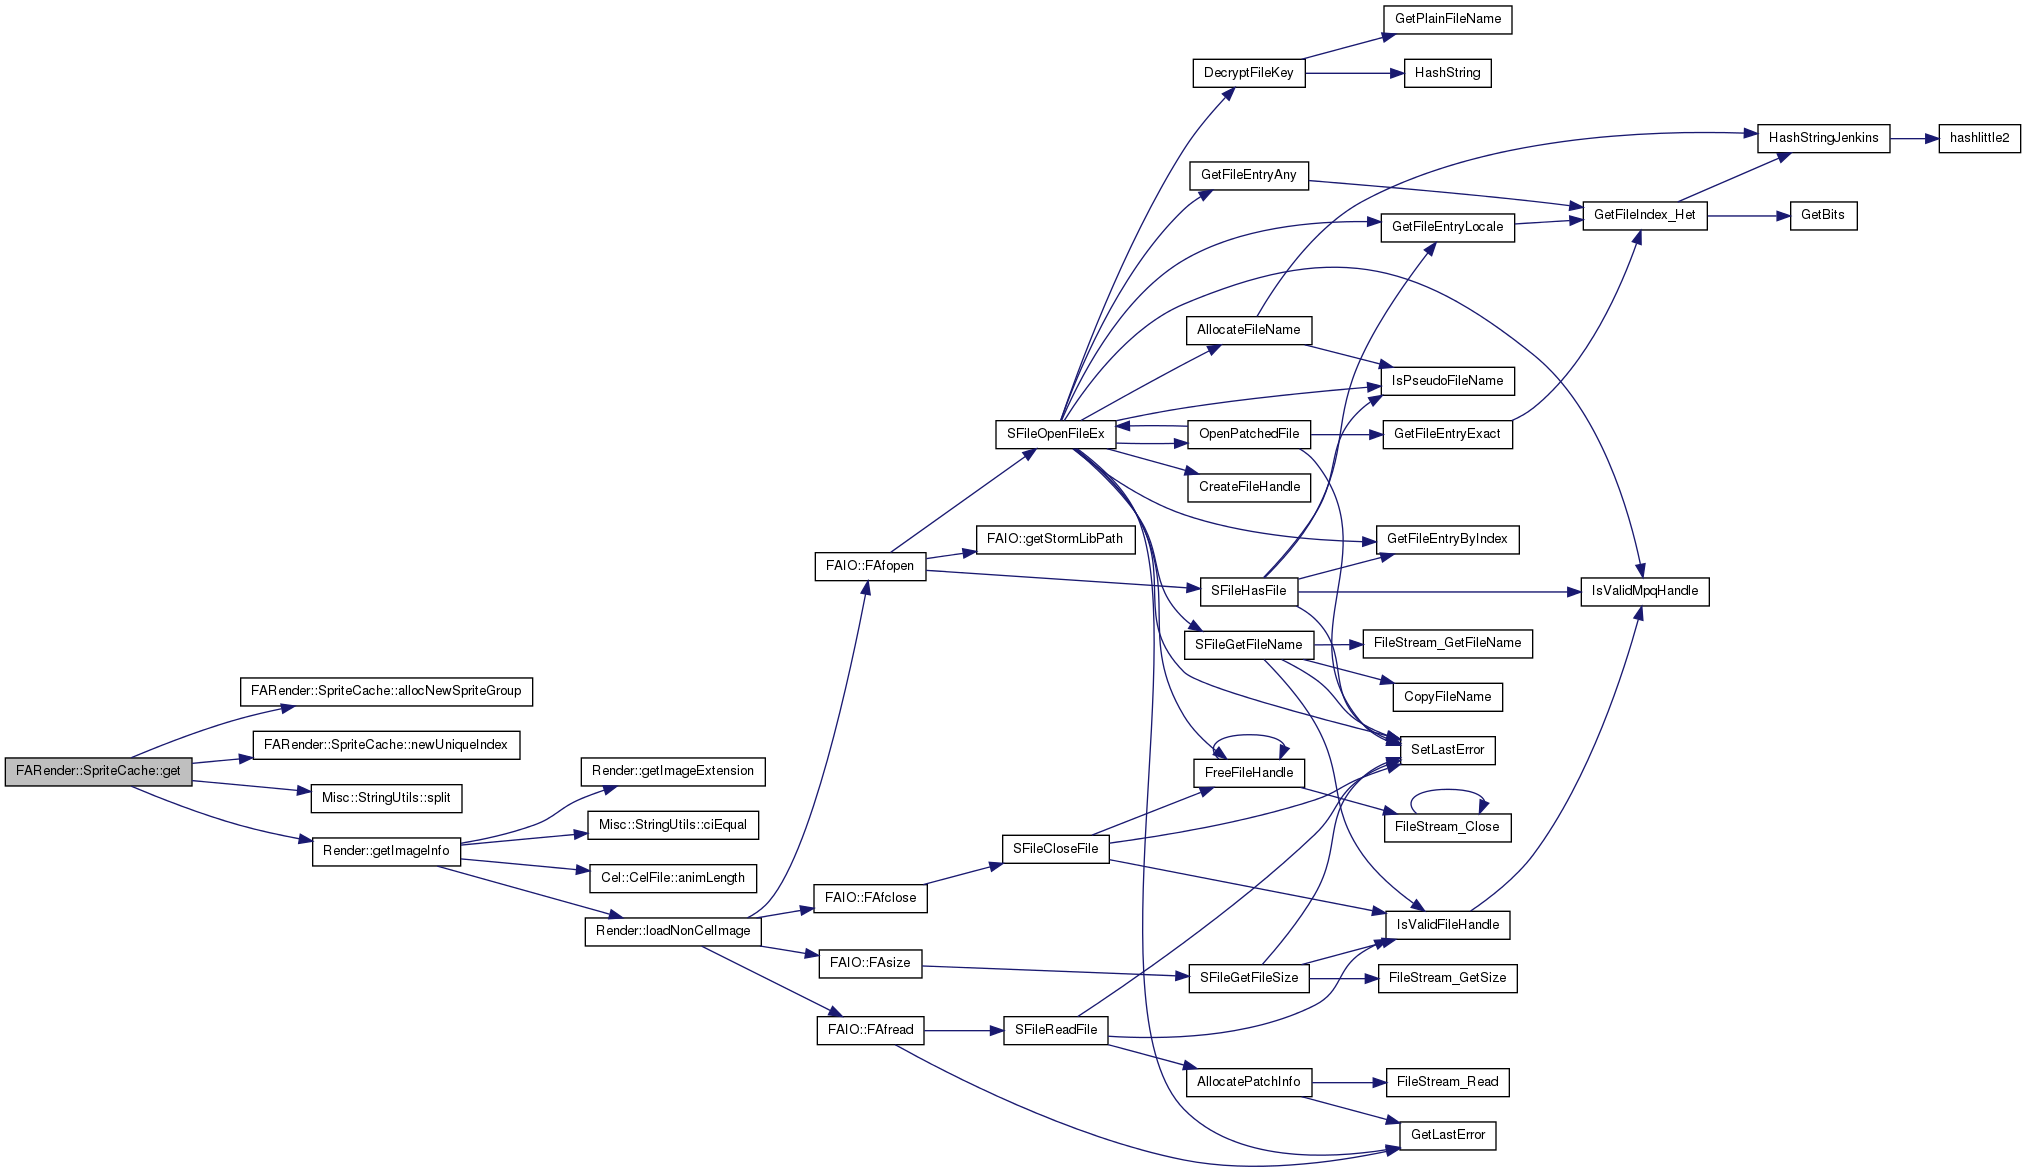 GetPlainFileName
DecryptFileKey
HashString
HashStringJenkins
hashlittle2
GetFileEntryAny
GetFileIndex_Het
GetBits
GetFileEntryLocale
AllocateFileName
IsPseudoFileName
SFileOpenFileEx
OpenPatchedFile
GetFileEntryExact
CreateFileHandle
FAIO::getStormLibPath
GetFileEntryByIndex
FAIO::FAfopen
SFileHasFile
IsValidMpqHandle
SFileGetFileName
FileStream_GetFileName
FARender::SpriteCache::allocNewSpriteGroup
CopyFileName
FARender::SpriteCache::newUniqueIndex
SetLastError
FARender::SpriteCache::get
Render::getImageExtension
FreeFileHandle
Misc::StringUtils::split
Misc::StringUtils::ciEqual
FileStream_Close
Render::getImageInfo
SFileCloseFile
Cel::CelFile::animLength
FAIO::FAfclose
Render::loadNonCelImage
IsValidFileHandle
FAIO::FAsize
SFileGetFileSize
FileStream_GetSize
FAIO::FAfread
SFileReadFile
AllocatePatchInfo
FileStream_Read
GetLastError